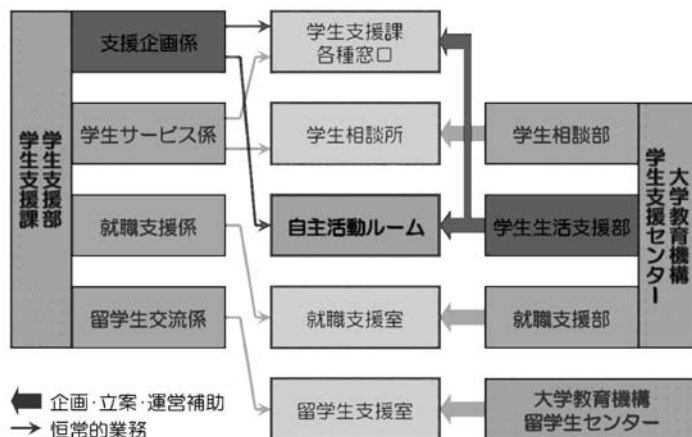 学生支援部
学生支援課
支援企画係
学生サービス係
就職支援係
留学生交流係
学生支援課
各種窓口
学生相談所
自主活動ルーム
就職支援室
留学生支援室
学生相談部
学生生活支援部
就職支援部
大学教育機構
学生支援センター
大学教育機構
留学生センター
企画・立案・運営補助
恒常的業務